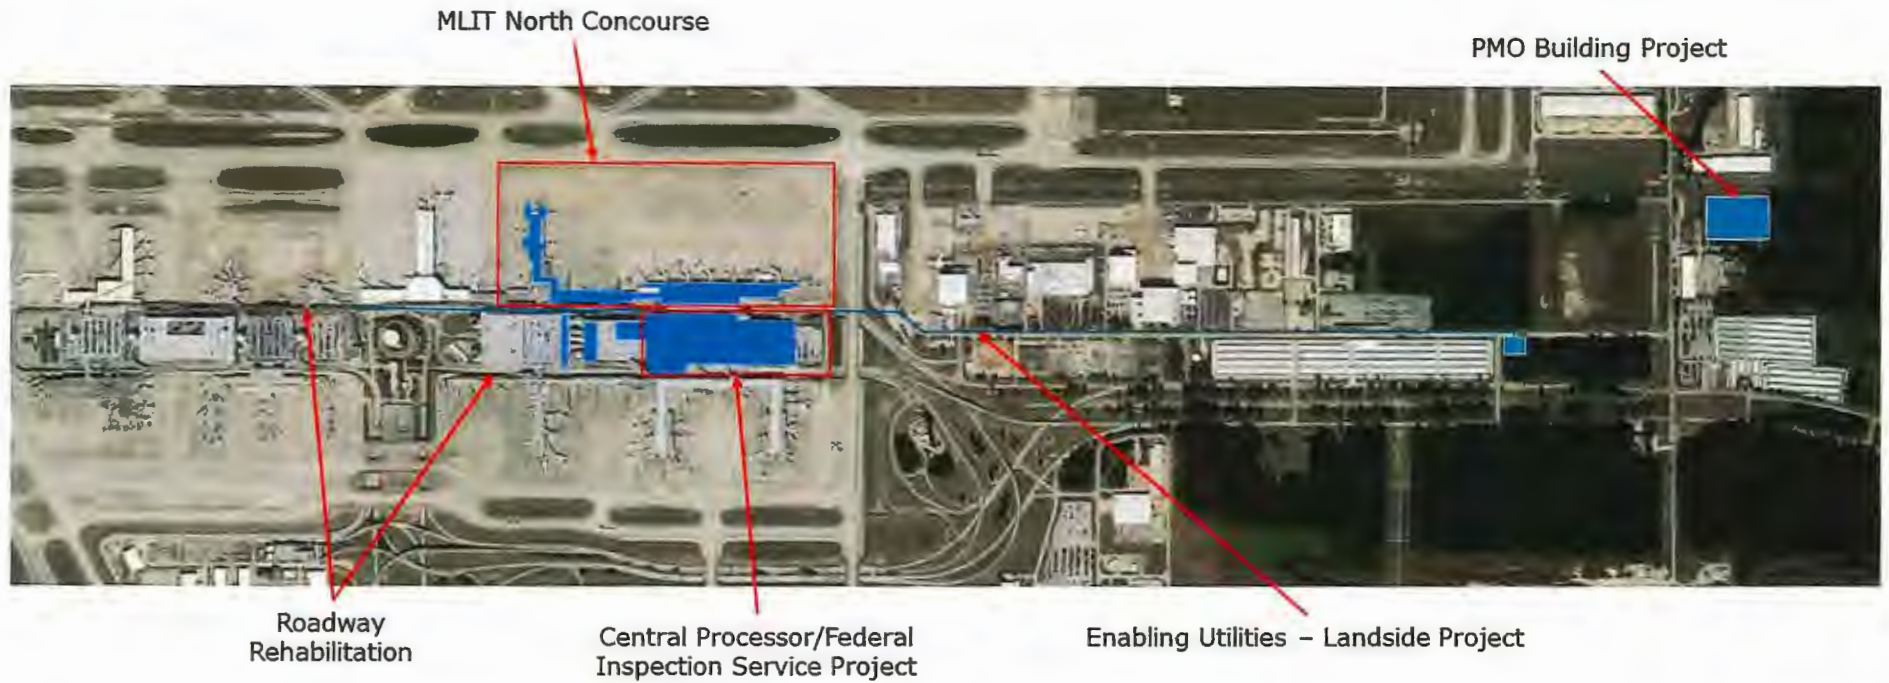 MLIT North Concourse
PMO Building Project
Roadway
Rehabilitation
Central Processor/Federal
Inspection Service Project
Enabling Utilities – Landside Project